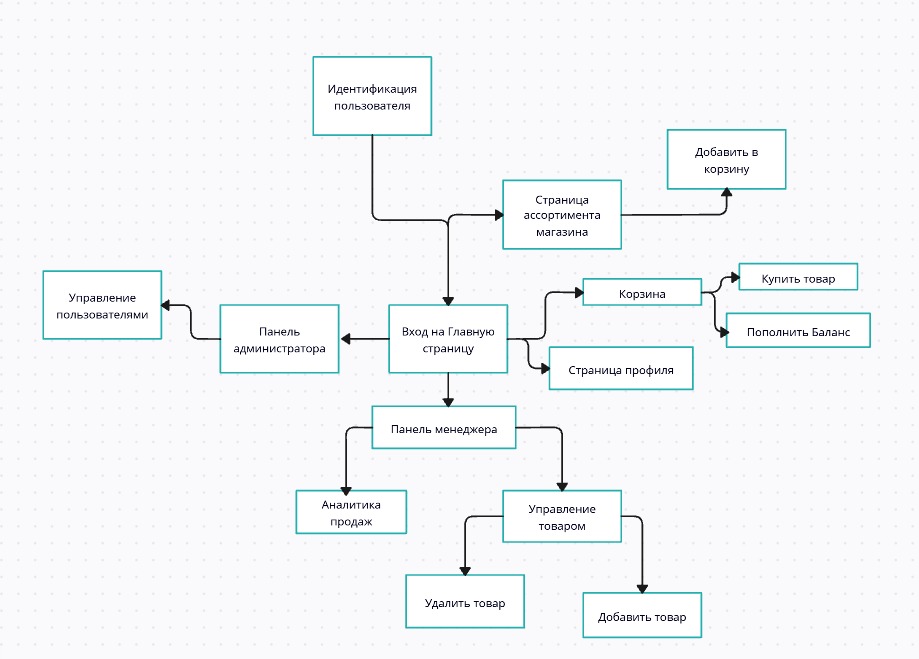 Идентификация
пользователя
Добавить в
корзину
Страница
ассортимента
магазина
Купить товар
Управление
пользователями
Корзина
Панель
администратора
Вход на Главную
страницу
Пополнить Баланс
Страница профиля
Панель менеджера
Аналитика
продаж
Управление
товаром
Удалить товар
Добавить товар